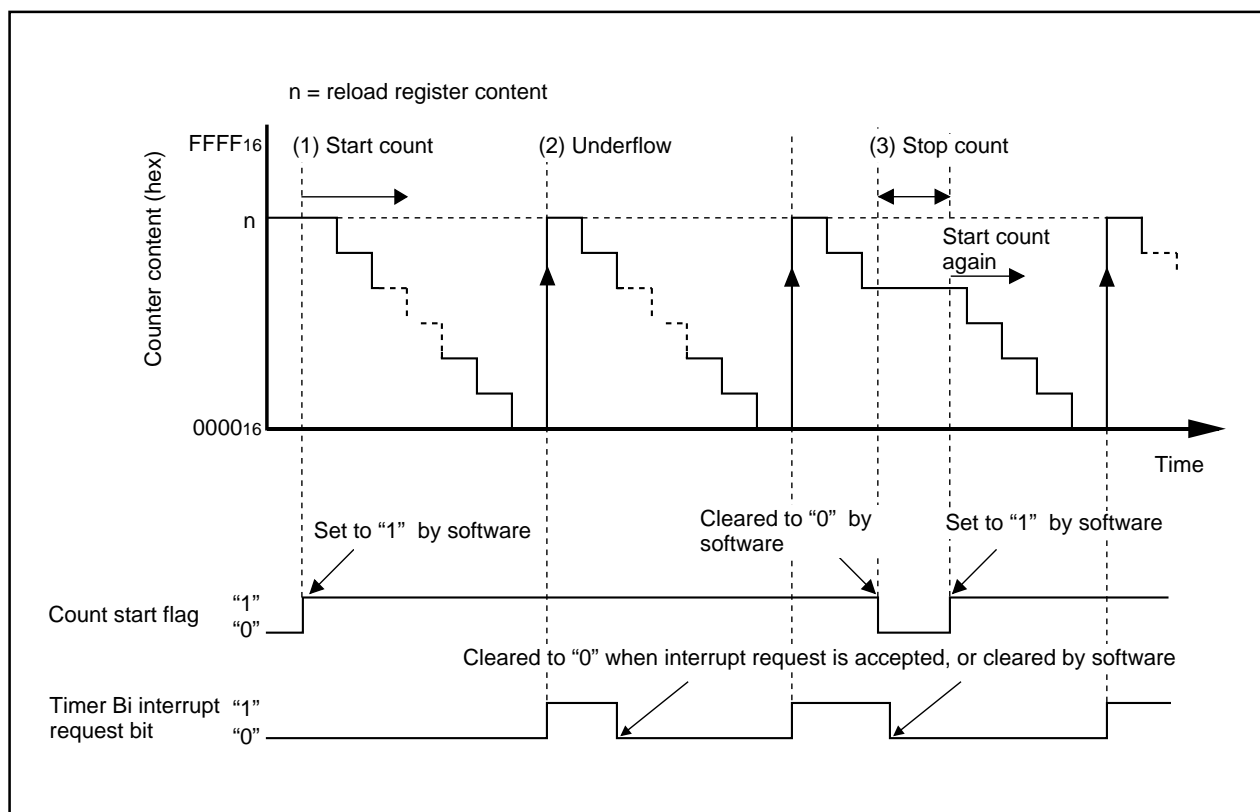 n = reload register content
FFFF16
(1) Start count
(2) Underflow
(3) Stop count
Counter content (hex)
n
Start count
again
000016
Time
Set to “1” by software
Cleared to “0” by
software
Set to “1” by software
Count start flag
“1”
“0”
Cleared to “0” when interrupt request is accepted, or cleared by software
Timer Bi interrupt
request bit
“1”
“0”